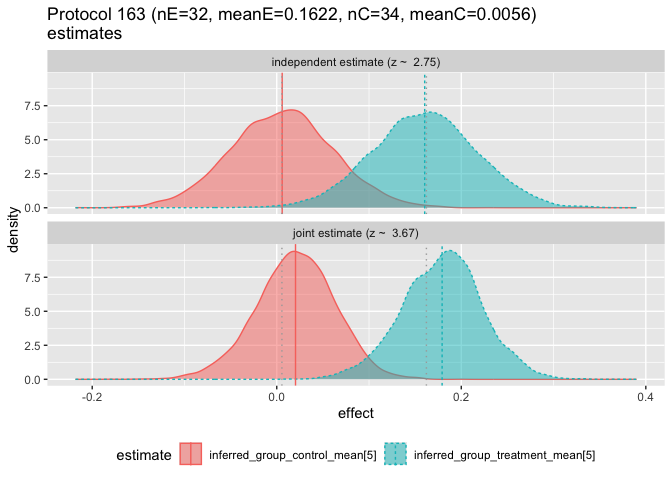 Protocol 163 (nE=32, meanE=0.1622, nC=34, meanC=0.0056)
estimates
independent estimate (z ~  2.75)
7.5
5.0
2.5
0.0
joint estimate (z ~  3.67)
7.5
5.0
2.5
0.0
density
-0.2
0.0
0.2
0.4
effect
estimate
inferred_group_control_mean[5]
inferred_group_treatment_mean[5]